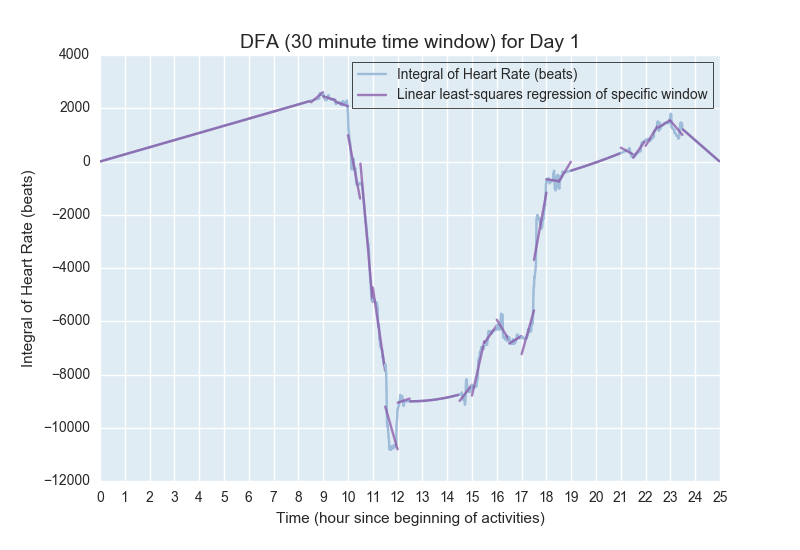 DFA (30 minute time window) for Day 1
Integral of Heart Rate (beats)
Linear least-squares regression of specific window
4000
2000
0
−2000
−4000
−6000
−8000
−10000
−12000
Integral of Heart Rate (beats)
0 1 2 3 4 5 6 7 8 9 10 11 12 13 14 15 16 17 18 19 20 21 22 23 24 25
Time (hour since beginning of activities)